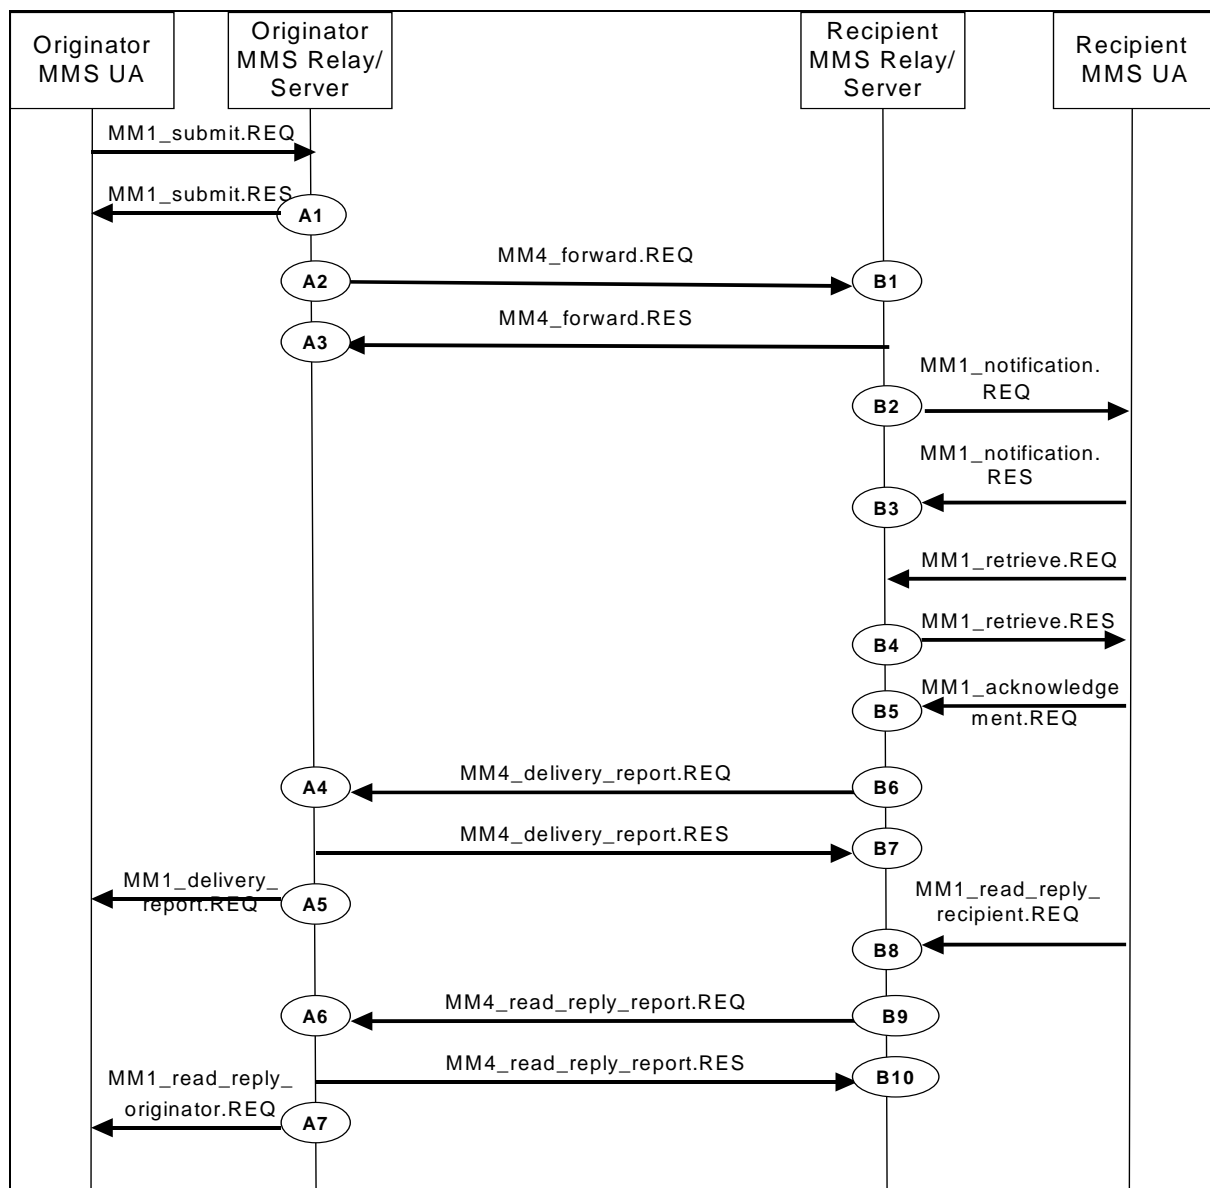 Originator
MMS UA
Originator
MMS Relay/
Server
Recipient
MMS Relay/
Server
Recipient
MMS UA
MM1_submit.REQ
MM1_submit.RES
A1
MM4_forward.REQ
A2
B1
MM4_forward.RES
A3
MM1_notification.
REQ
B2
MM1_notification.
RES
B3
MM1_retrieve.REQ
MM1_retrieve.RES
B4
MM1_acknowledge
ment.REQ
B5
MM4_delivery_report.REQ
A4
B6
MM4_delivery_report.RES
B7
MM1_delivery_
report.REQ
A5
MM1_read_reply_
recipient.REQ
B8
MM4_read_reply_report.REQ
A6
B9
MM4_read_reply_report.RES
B10
MM1_read_reply_
originator.REQ
A7